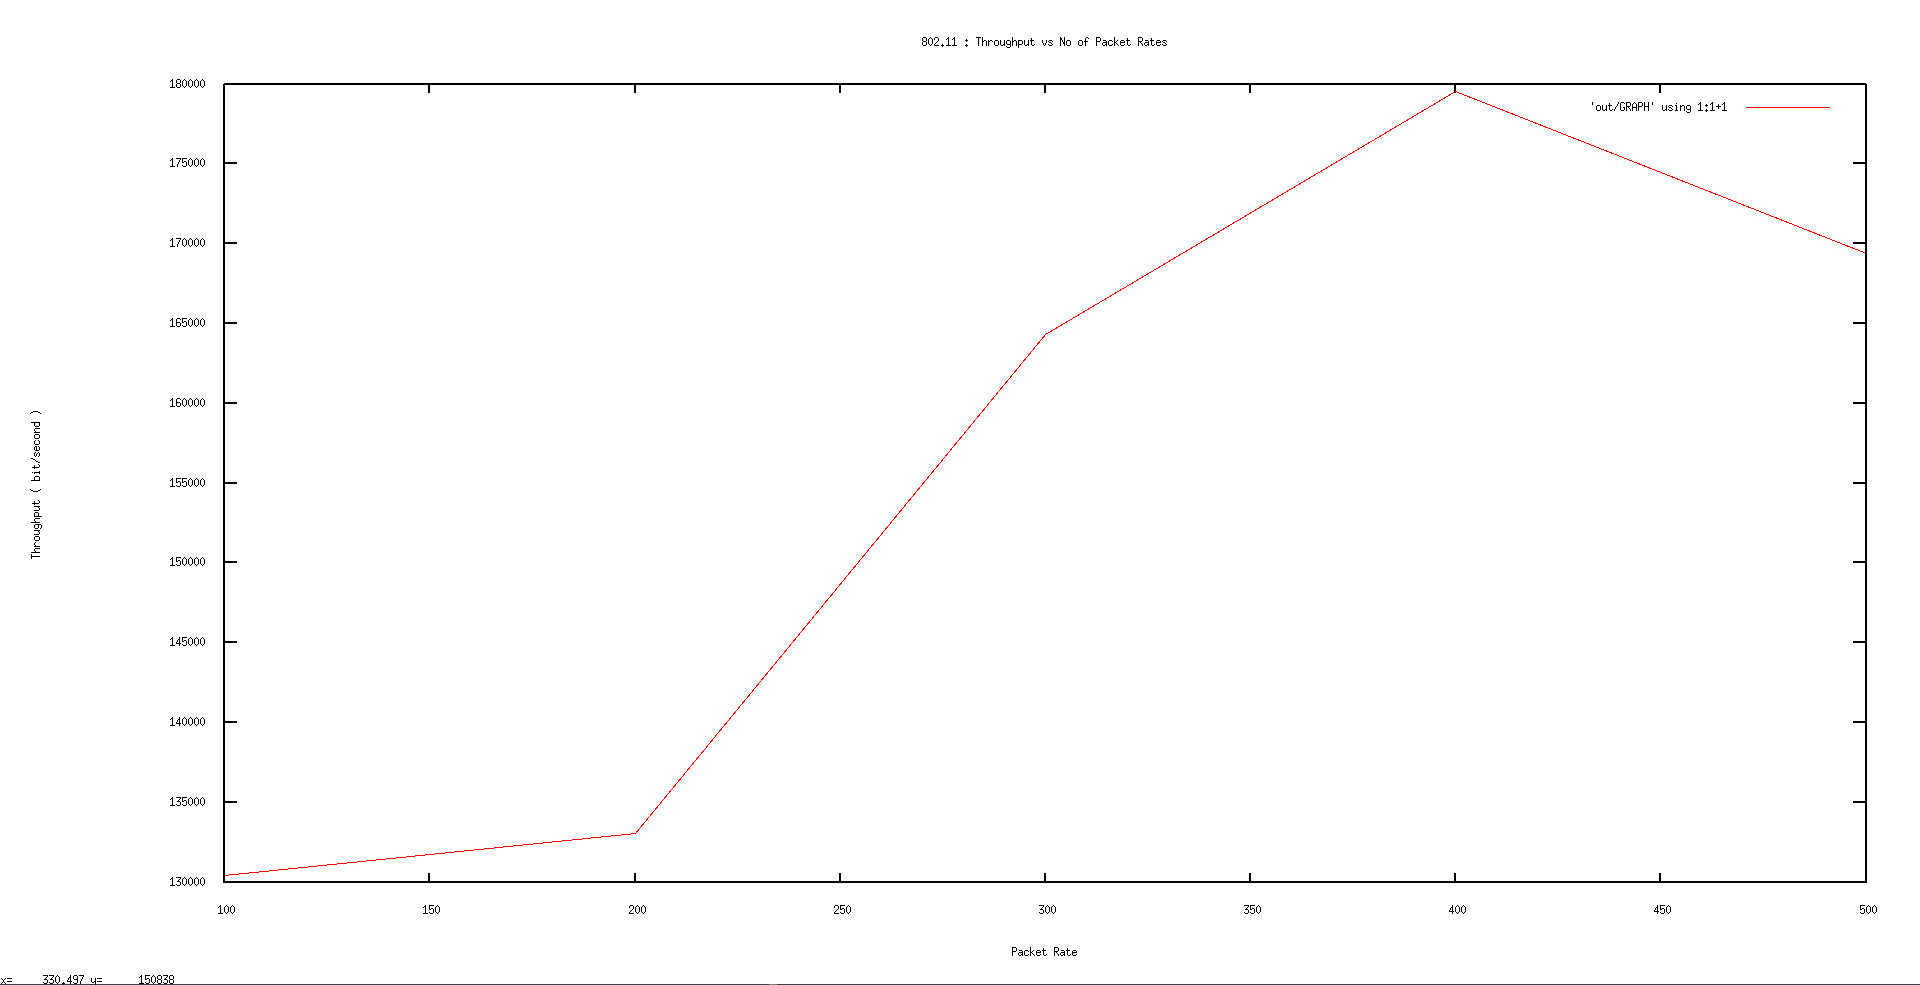 802.11 : Throughput vs No of Packet Rates
180000
'out/GRAPH' using 1:1+1
175000
170000
165000
160000
155000
150000
145000
140000
135000
130000
Throughput ( bit/second )
100 150 200 250 300 350 400 450 500
Packet Rate
x= 330.497 y= 150838